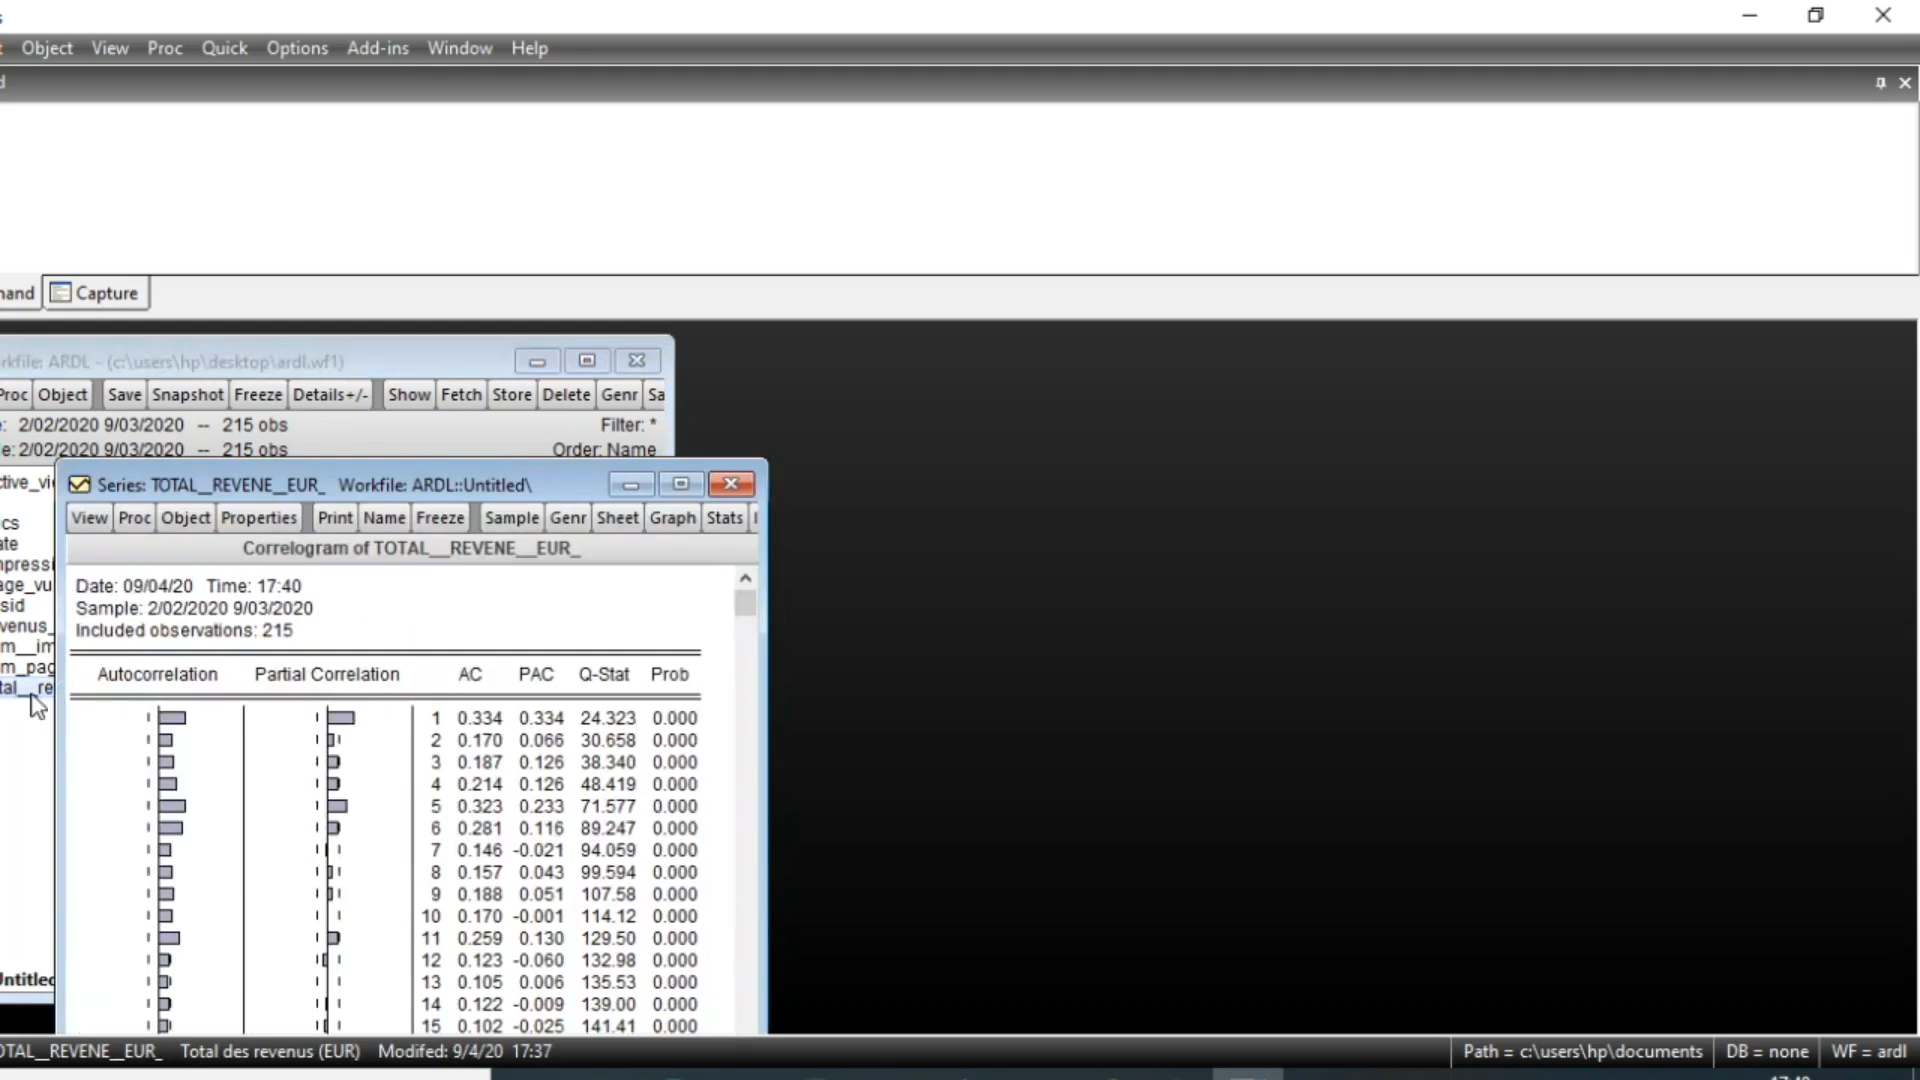 Object View Proc Quick Options Add-ins Window Help
Capture
ARDL - (c:\users\hp\desktop\ardl.wf1)
Proc Object Save Snapshot Freeze Details+/- Show Fetch Store Delete Genr Sa
2/02/2020 9/03/2020 -- 215 obs Filter: *
2/02/2020 9/03/2020 -- 215 obs Order: Name
Series: TOTAL__REVENE__EUR_ Workfile: ARDL::Untitled\
View Proc Object Properties Print Name Freeze Sample Genr Sheet Graph Stats
Correlogram of TOTAL__REVENE__EUR_
Date: 09/04/20 Time: 17:40
Sample: 2/02/2020 9/03/2020
Included observations: 215
Autocorrelation Partial Correlation AC PAC Q-Stat Prob
1 0.334 0.334 24.323 0.000
2 0.170 0.066 30.658 0.000
3 0.187 0.126 38.340 0.000
4 0.214 0.126 48.419 0.000
5 0.323 0.233 71.577 0.000
6 0.281 0.116 89.247 0.000
7 0.146 -0.021 94.059 0.000
8 0.157 0.043 99.594 0.000
9 0.188 0.051 107.58 0.000
10 0.170 -0.001 114.12 0.000
11 0.259 0.130 129.50 0.000
12 0.123 -0.060 132.98 0.000
13 0.105 0.006 135.53 0.000
14 0.122 -0.009 139.00 0.000
15 0.102 -0.025 141.41 0.000
OTAL__REVENE__EUR_ Total des revenus (EUR) Modifed: 9/4/20 17:37 Path = c:\users\hp\documents DB = none WF = ardl